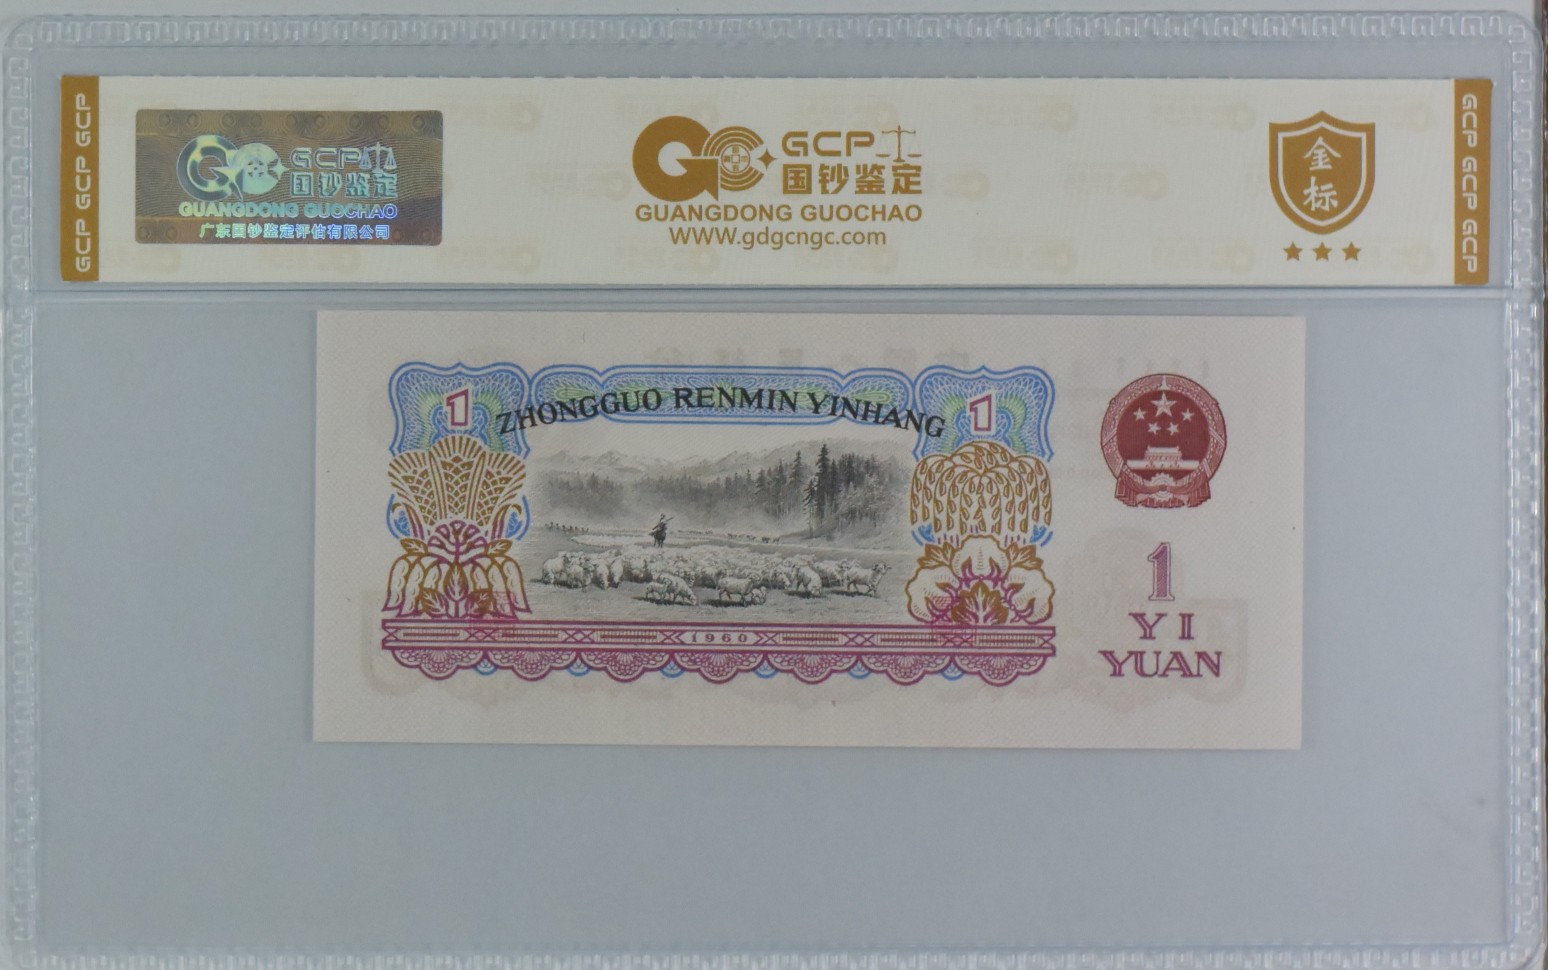 GCP GCP GCP
GCP
国钞鉴定
GUANGDONG GUOCHAO
广东国钞鉴定评估有限公司
GCP
国钞鉴定
GUANGDONG GUOCHAO
WWW.gdgcngc.com
金
标
GCP GCP GCP
1
ZHONGGUO RENMIN YINHANG
1
1960
1
YI
YUAN